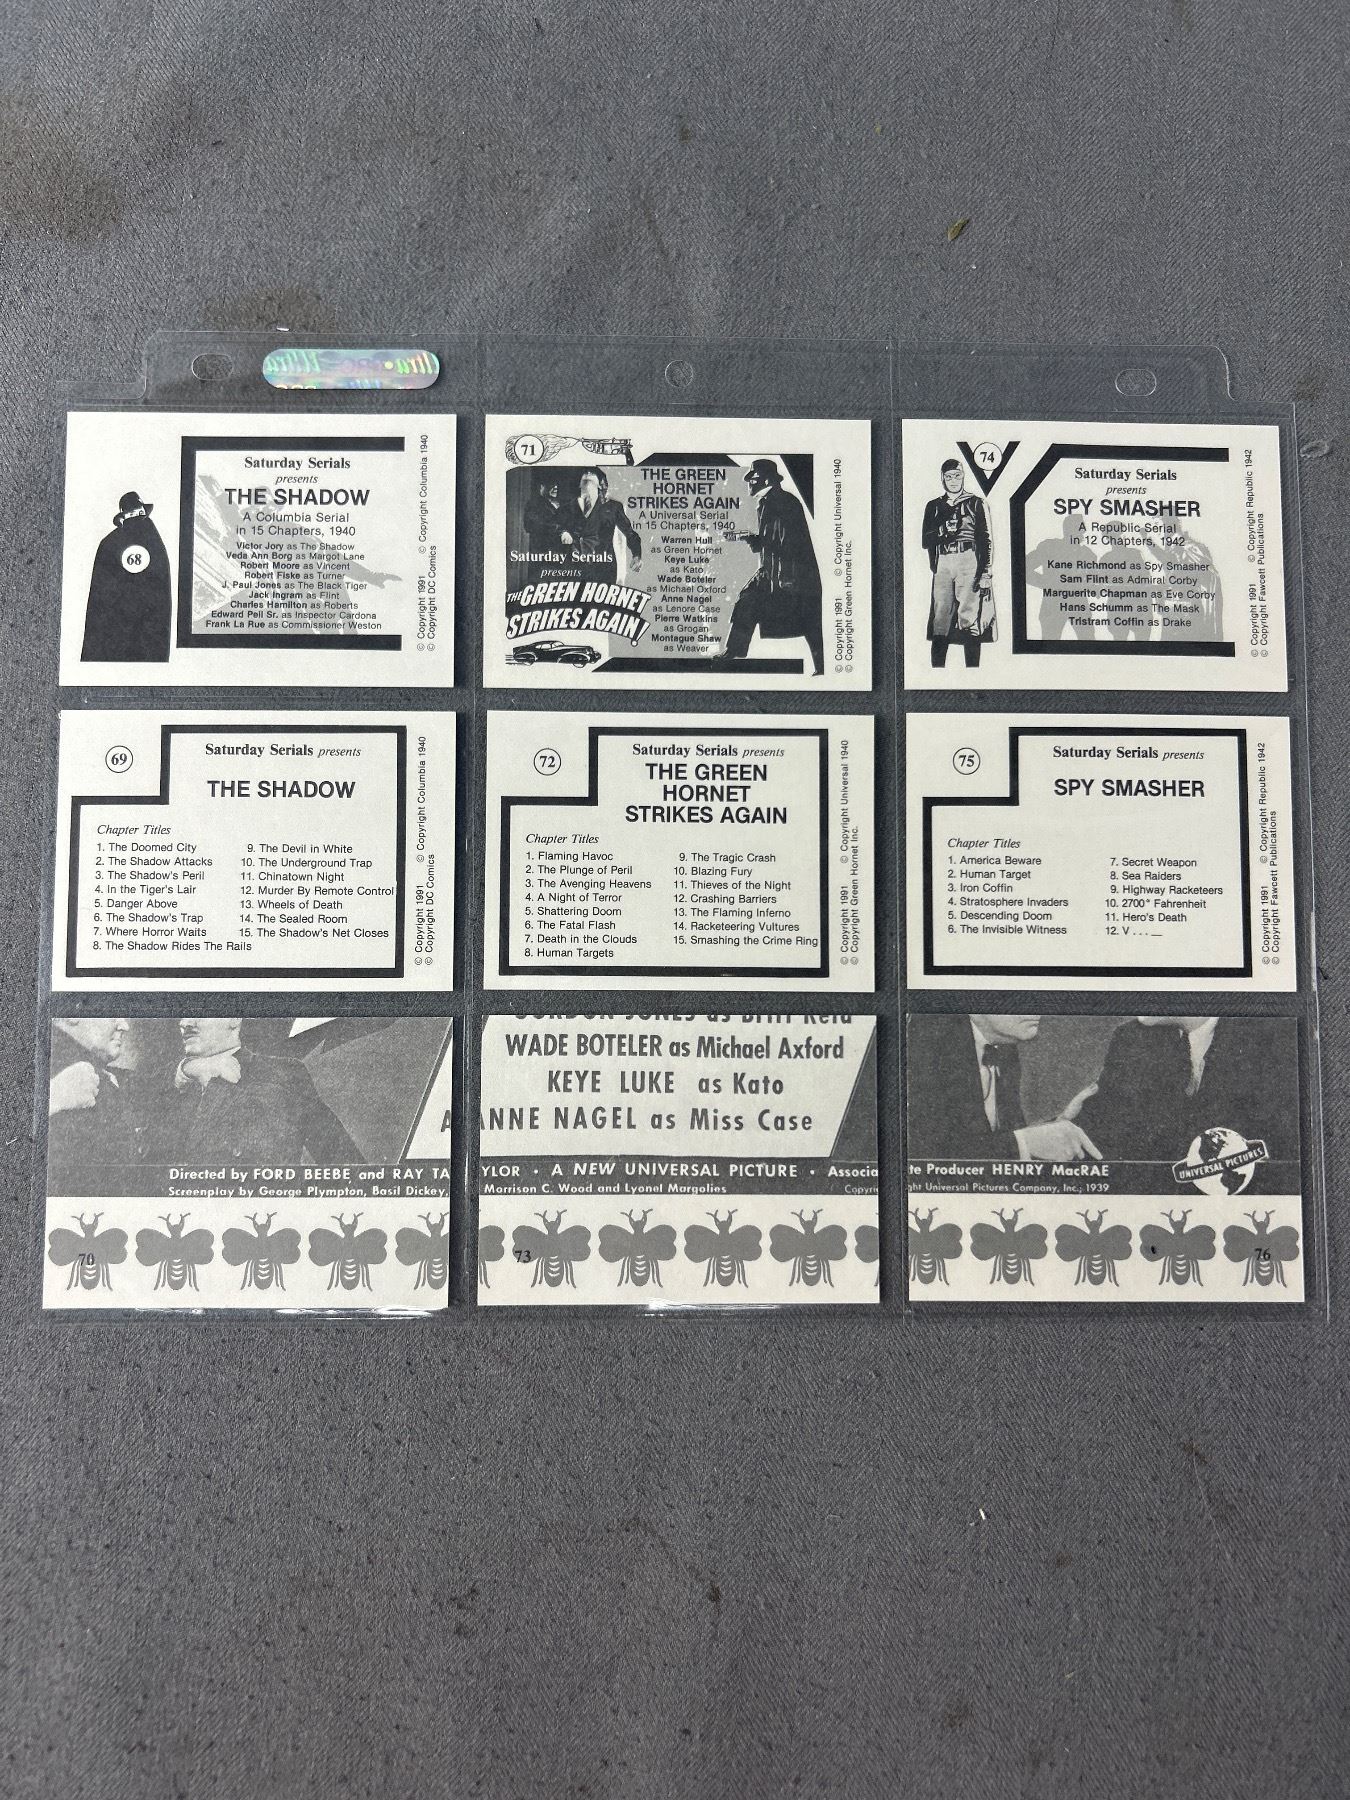 Ultra PRO
68
Saturday Serials
presents
THE SHADOW
A Columbia Serial
in 15 Chapters, 1940
Victor Jory as The Shadow
Veda Ann Borg as Margot Lane
Robert Moore as Vincent
Robert Fiske as Turner
J. Paul Jones as The Black Tiger
Jack Ingram as Flint
Charles Hamilton as Roberts
Edward Peil Sr. as Inspector Cardona
Frank La Rue as Commissioner Weston
© Copyright 1991 © Copyright Columbia 1940
© Copyright DC Comics
71
THE GREEN
HORNET
STRIKES AGAIN
A Universal Serial
in 15 Chapters, 1940
Warren Hull
as Green Hornet
Keye Luke
as Kato
Wade Boteler
as Michael Oxford
Anne Nagel
as Lenore Case
Pierre Watkins
as Grogan
Montague Shaw
as Weaver
Saturday Serials
presents
THE GREEN HORNET
STRIKES AGAIN!
© Copyright 1991 © Copyright Universal 1940
© Copyright Green Hornet Inc.
74
Saturday Serials
presents
SPY SMASHER
A Republic Serial
in 12 Chapters, 1942
Kane Richmond as Spy Smasher
Sam Flint as Admiral Corby
Marguerite Chapman as Eve Corby
Hans Schumm as The Mask
Tristram Coffin as Drake
© Copyright 1991 © Copyright Republic 1942
© Copyright Fawcett Publications
69
Saturday Serials presents
THE SHADOW
Chapter Titles
1. The Doomed City
2. The Shadow Attacks
3. The Shadow's Peril
4. In the Tiger's Lair
5. Danger Above
6. The Shadow's Trap
7. Where Horror Waits
8. The Shadow Rides The Rails
9. The Devil in White
10. The Underground Trap
11. Chinatown Night
12. Murder By Remote Control
13. Wheels of Death
14. The Sealed Room
15. The Shadow's Net Closes
© Copyright 1991 © Copyright Columbia 1940
© Copyright DC Comics
72
Saturday Serials presents
THE GREEN
HORNET
STRIKES AGAIN
Chapter Titles
1. Flaming Havoc
2. The Plunge of Peril
3. The Avenging Heavens
4. A Night of Terror
5. Shattering Doom
6. The Fatal Flash
7. Death in the Clouds
8. Human Targets
9. The Tragic Crash
10. Blazing Fury
11. Thieves of the Night
12. Crashing Barriers
13. The Flaming Inferno
14. Racketeering Vultures
15. Smashing the Crime Ring
© Copyright 1991 © Copyright Universal 1940
© Copyright Green Hornet Inc.
75
Saturday Serials presents
SPY SMASHER
Chapter Titles
1. America Beware
2. Human Target
3. Iron Coffin
4. Stratosphere Invaders
5. Descending Doom
6. The Invisible Witness
7. Secret Weapon
8. Sea Raiders
9. Highway Racketeers
10. 2700° Fahrenheit
11. Hero's Death
12. V . . . __
© Copyright 1991 © Copyright Republic 1942
© Copyright Fawcett Publications
A
Directed by FORD BEEBE and RAY TA
Screenplay by George Plympton, Basil Dickey,
70
GORDON JONES as Britt Reid
WADE BOTELER as Michael Axford
KEYE LUKE as Kato
ANNE NAGEL as Miss Case
YLOR • A NEW UNIVERSAL PICTURE • Associa
Morrison C. Wood and Lyonel Margolies Copyri
73
te Producer HENRY MacRAE
ght Universal Pictures Company, Inc.; 1939
UNIVERSAL PICTURES
76